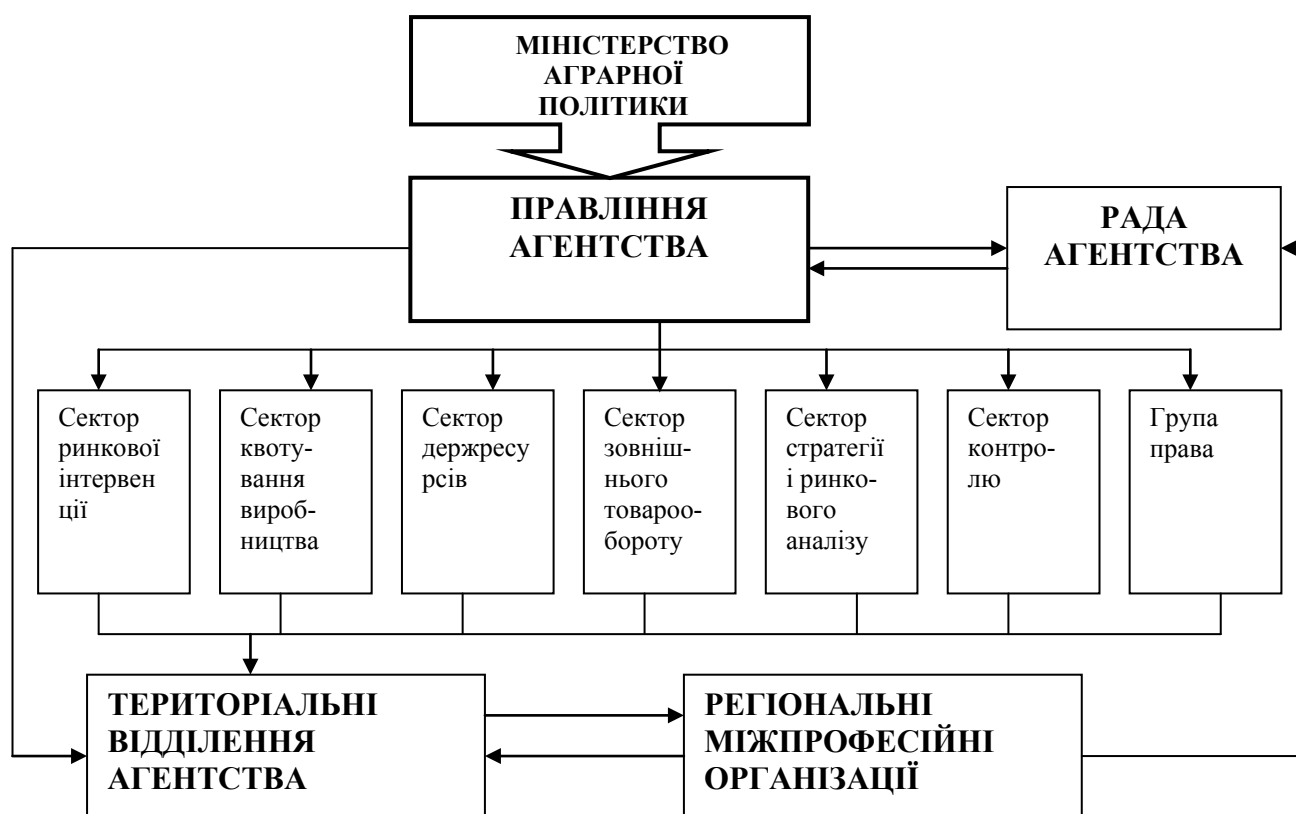 МІНІСТЕРСТВО
АГРАРНОЇ
ПОЛІТИКИ
ПРАВЛІННЯ
АГЕНТСТВА
РАДА
АГЕНТСТВА
Сектор
ринкової
інтервен
ції
Сектор
квоту-
вання
вироб-
ництва
Сектор
держресу
рсів
Сектор
зовніш-
нього
товароо-
бороту
Сектор
стратегії
і ринко-
вого
аналізу
Сектор
контро-
лю
Група
права
ТЕРИТОРІАЛЬНІ
ВІДДІЛЕННЯ
АГЕНТСТВА
РЕГІОНАЛЬНІ
МІЖПРОФЕСІЙНІ
ОРГАНІЗАЦІЇ